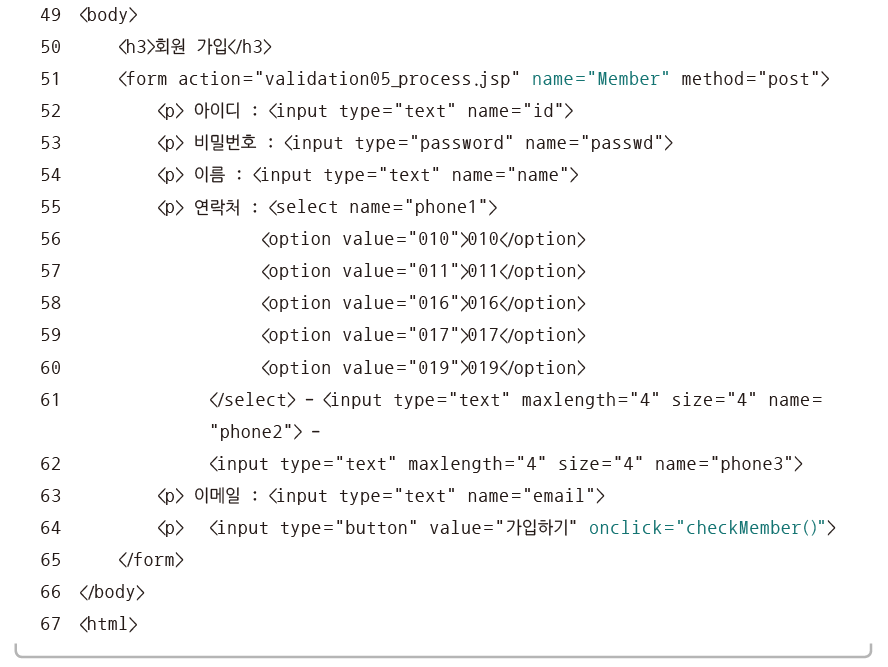 49 <body>
50 <h3>회원 가입</h3>
51 <form action="validation05_process.jsp" name="Member" method="post">
52 <p> 아이디 : <input type="text" name="id">
53 <p> 비밀번호 : <input type="password" name="passwd">
54 <p> 이름 : <input type="text" name="name">
55 <p> 연락처 : <select name="phone1">
56 <option value="010">010</option>
57 <option value="011">011</option>
58 <option value="016">016</option>
59 <option value="017">017</option>
60 <option value="019">019</option>
61 </select> - <input type="text" maxlength="4" size="4" name=
"phone2"> -
62 <input type="text" maxlength="4" size="4" name="phone3">
63 <p> 이메일 : <input type="text" name="email">
64 <p> <input type="button" value="가입하기" onclick="checkMember()">
65 </form>
66 </body>
67 <html>